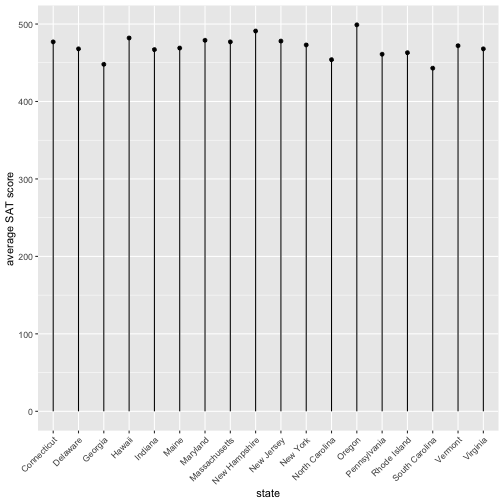 500
400
300
200
100
0
average SAT score
Connecticut
Delaware
Georgia
Hawaii
Indiana
Maine
Maryland
Massachusetts
New Hampshire
New Jersey
New York
North Carolina
Oregon
Pennsylvania
Rhode Island
South Carolina
Vermont
Virginia
state